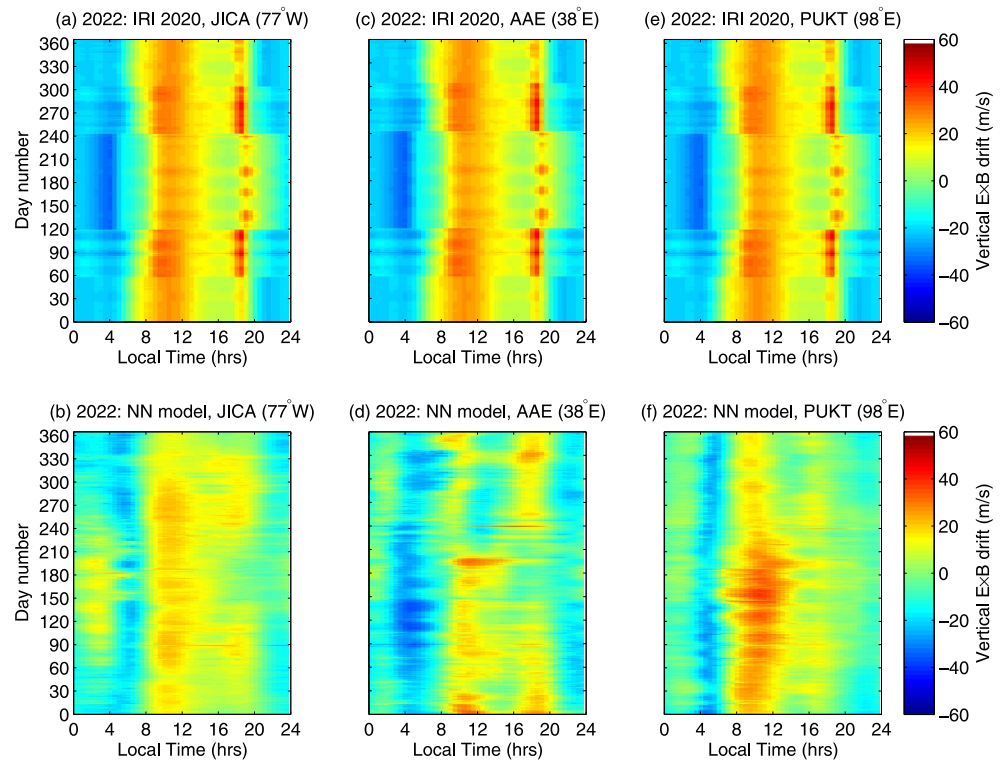 (a) 2022: IRI 2020, JICA (77°W)
(c) 2022: IRI 2020, AAE (38°E)
(e) 2022: IRI 2020, PUKT (98°E)
Day number
360
330
300
270
240
210
180
150
120
90
60
30
0
0 4 8 12 16 20 24
Local Time (hrs)
0 4 8 12 16 20 24
Local Time (hrs)
0 4 8 12 16 20 24
Local Time (hrs)
60
40
20
0
−20
−40
−60
Vertical E×B drift (m/s)
(b) 2022: NN model, JICA (77°W)
(d) 2022: NN model, AAE (38°E)
(f) 2022: NN model, PUKT (98°E)
Day number
360
330
300
270
240
210
180
150
120
90
60
30
0
0 4 8 12 16 20 24
Local Time (hrs)
0 4 8 12 16 20 24
Local Time (hrs)
0 4 8 12 16 20 24
Local Time (hrs)
60
40
20
0
−20
−40
−60
Vertical E×B drift (m/s)